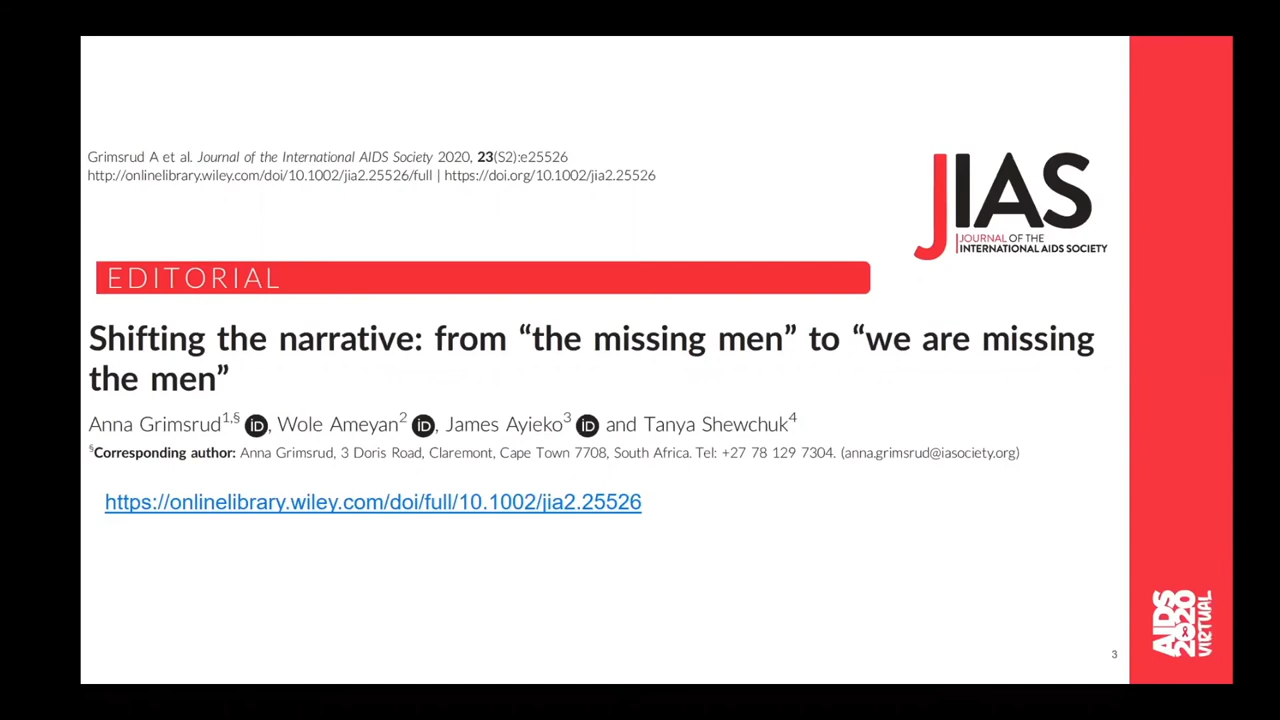 Grimsrud A et al. Journal of the International AIDS Society 2020, 23(S2):e25526
http://onlinelibrary.wiley.com/doi/10.1002/jia2.25526/full | https://doi.org/10.1002/jia2.25526
JIAS
JOURNAL OF THE
INTERNATIONAL AIDS SOCIETY
EDITORIAL
Shifting the narrative: from “the missing men” to “we are missing
the men”
Anna Grimsrud1,§ iD, Wole Ameyan2 iD, James Ayieko3 iD and Tanya Shewchuk4
§Corresponding author: Anna Grimsrud, 3 Doris Road, Claremont, Cape Town 7708, South Africa. Tel: +27 78 129 7304. (anna.grimsrud@iasociety.org)
https://onlinelibrary.wiley.com/doi/full/10.1002/jia2.25526
AIDS
2020
VIRTUAL
3